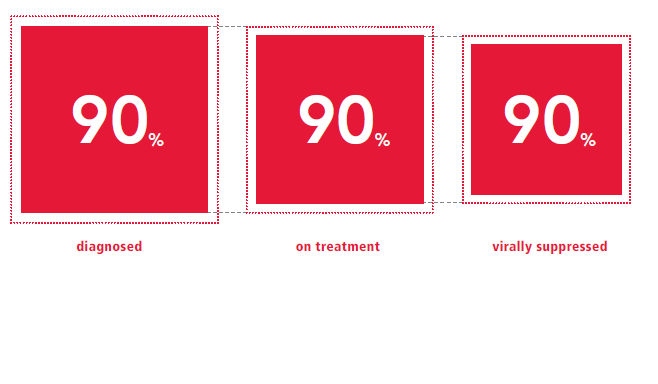 90% 90% 90%
diagnosed on treatment virally suppressed